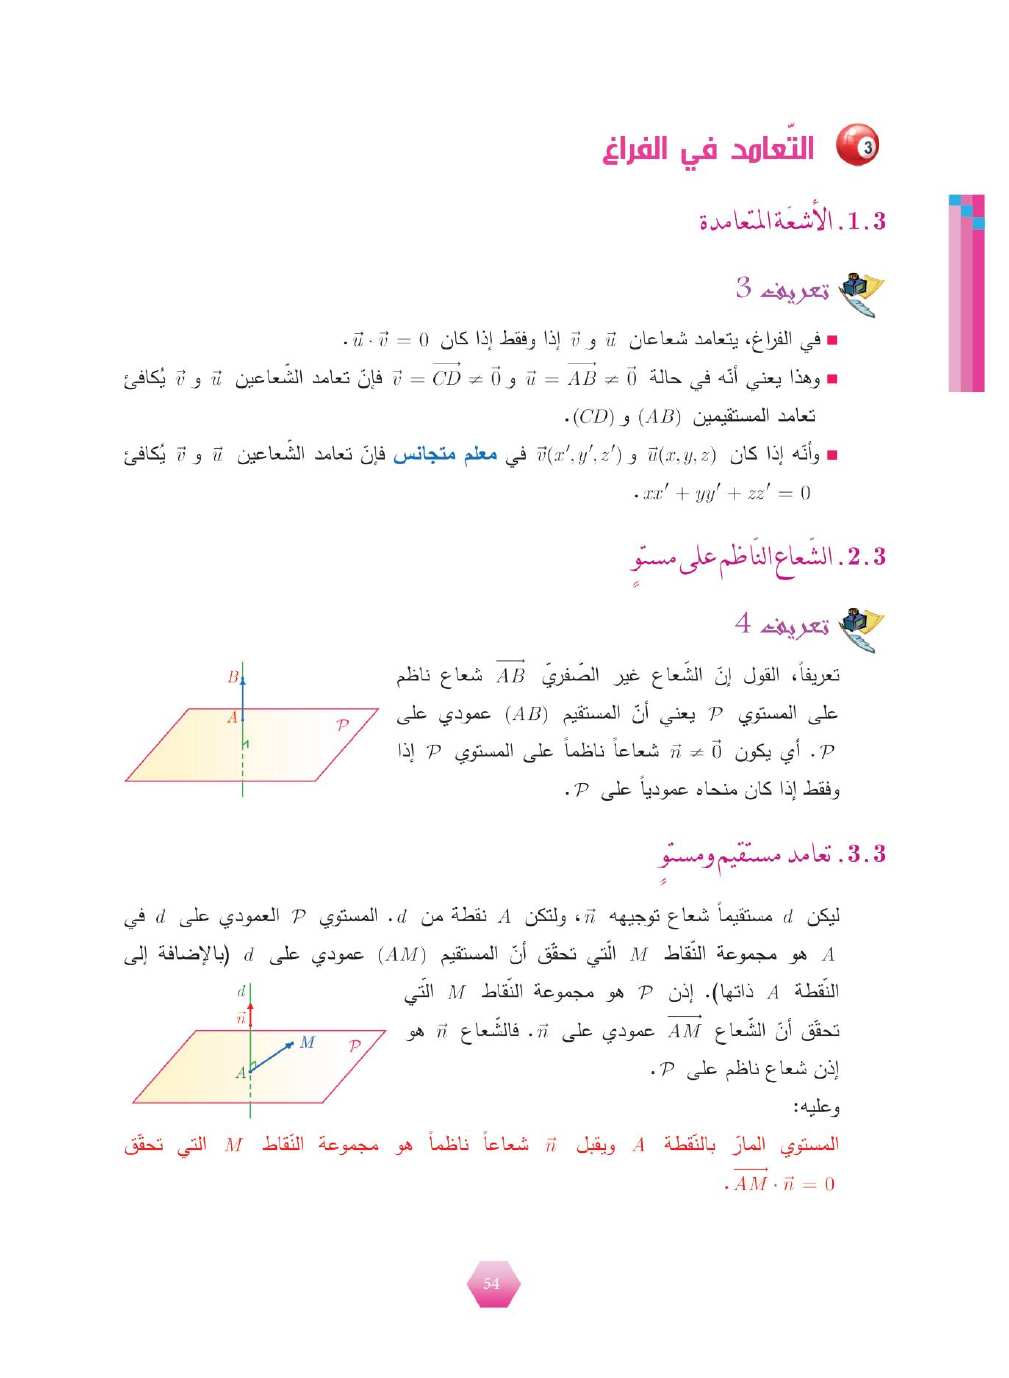 3 التّعامد في الفراغ
1.3. الأشعّة المتعامدة
تعريف 3
■ في الفراغ، يتعامد شعاعان $\vec{u}$ و $\vec{v}$ إذا وفقط إذا كان $\vec{u} \cdot \vec{v} = 0$.
■ وهذا يعني أنّه في حالة $\vec{u} = \overrightarrow{AB} \neq \vec{0}$ و $\vec{v} = \overrightarrow{CD} \neq \vec{0}$ فإنّ تعامد الشّعاعين $\vec{u}$ و $\vec{v}$ يُكافئ
تعامد المستقيمين (AB) و (CD).
■ وأنّه إذا كان $\vec{u}(x,y,z)$ و $\vec{v}(x',y',z')$ في معلم متجانس فإنّ تعامد الشّعاعين $\vec{u}$ و $\vec{v}$ يُكافئ
$xx' + yy' + zz' = 0$.
2.3. الشّعاع النّاظم على مستوٍ
تعريف 4
تعريفاً، القول إنّ الشّعاع غير الصّفريّ $\overrightarrow{AB}$ شعاع ناظم
على المستوي $\mathcal{P}$ يعني أنّ المستقيم (AB) عمودي على
$\mathcal{P}$. أي يكون $\vec{n} \neq \vec{0}$ شعاعاً ناظماً على المستوي $\mathcal{P}$ إذا
وفقط إذا كان منحاه عمودياً على $\mathcal{P}$.
B
A
$\mathcal{P}$
3.3. تعامد مستقيم ومستوٍ
ليكن d مستقيماً شعاع توجيهه $\vec{n}$، ولتكن A نقطة من d. المستوي $\mathcal{P}$ العمودي على d في
A هو مجموعة النّقاط M الّتي تحقّق أنّ المستقيم (AM) عمودي على d (بالإضافة إلى
النّقطة A ذاتها). إذن $\mathcal{P}$ هو مجموعة النّقاط M الّتي
تحقّق أنّ الشّعاع $\overrightarrow{AM}$ عمودي على $\vec{n}$. فالشّعاع $\vec{n}$ هو
إذن شعاع ناظم على $\mathcal{P}$.
d
$\vec{n}$
M
$\mathcal{P}$
A
وعليه:
المستوي المارّ بالنّقطة A ويقبل $\vec{n}$ شعاعاً ناظماً هو مجموعة النّقاط M التي تحقّق
$\overrightarrow{AM} \cdot \vec{n} = 0$.
54